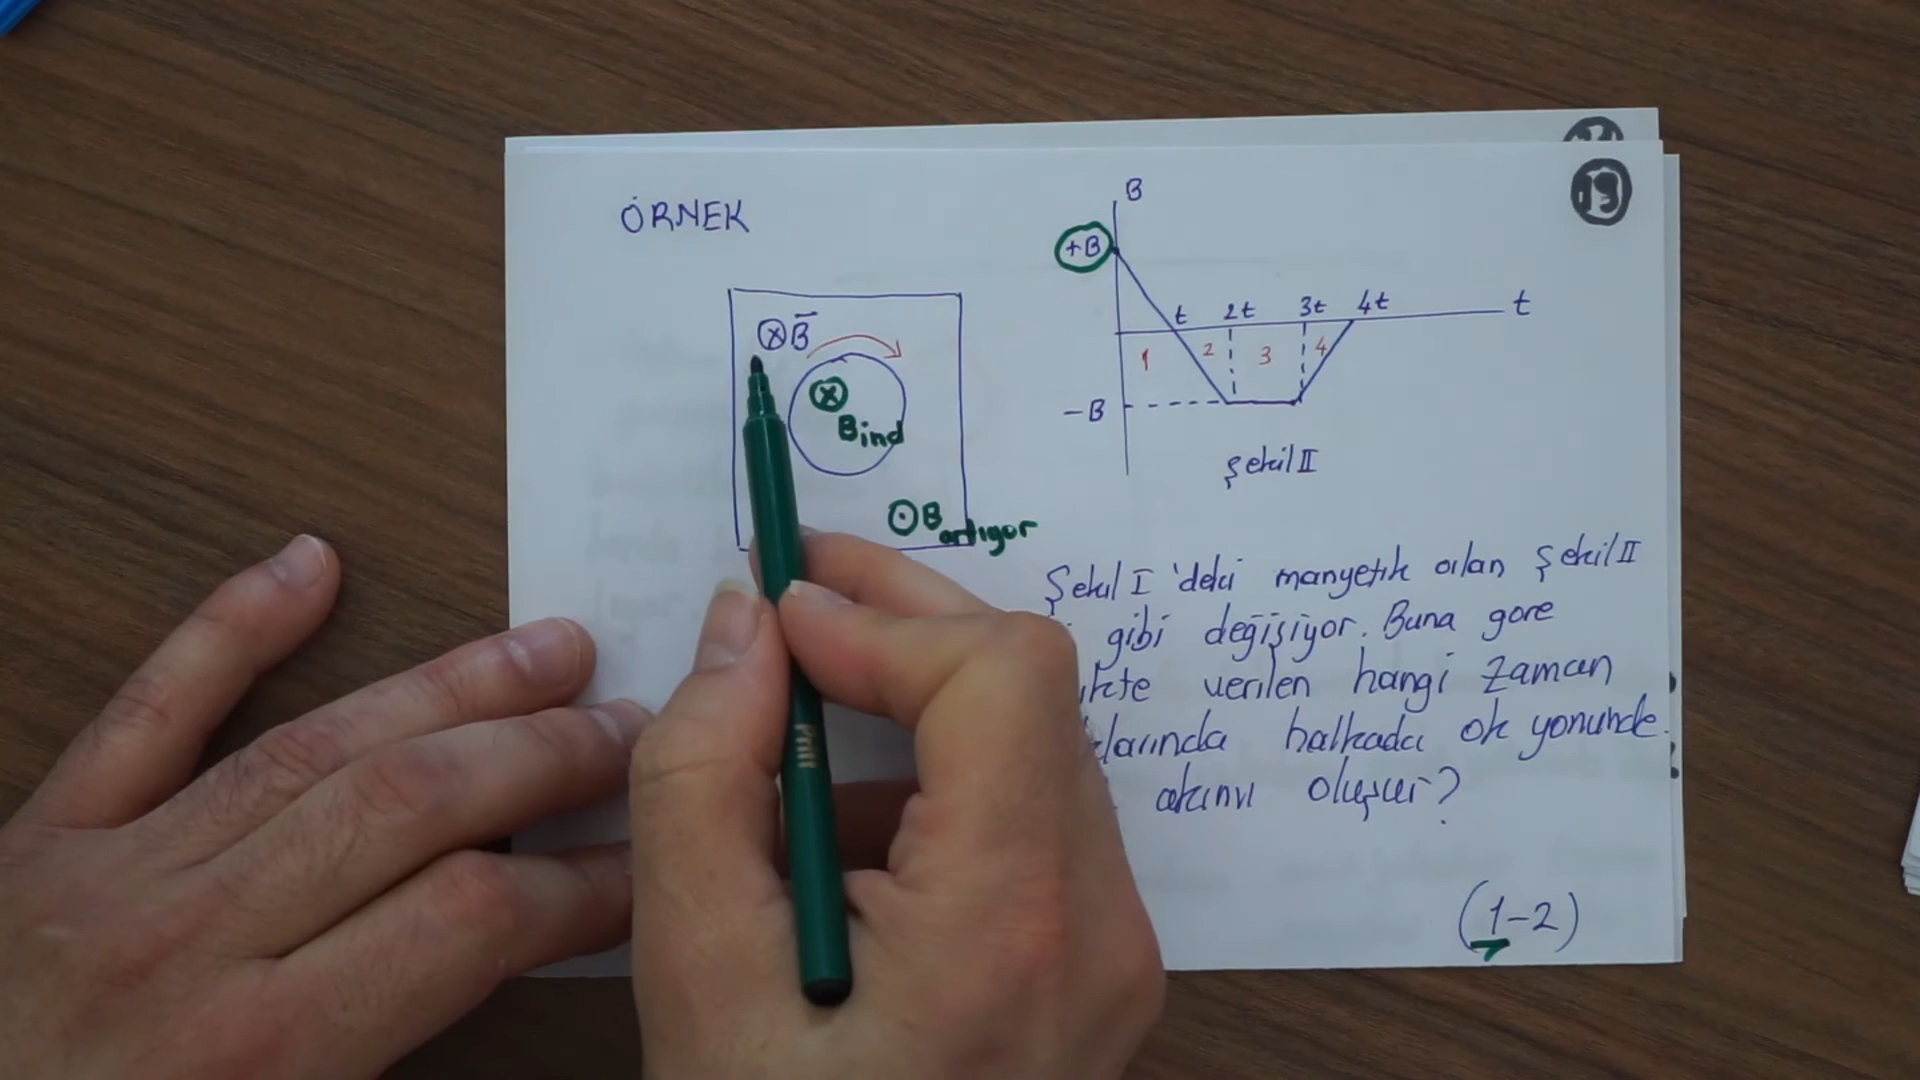 ÖRNEK
19
B
+B
t 2t 3t 4t t
1 2 3 4
-B
Şekil II
ⓧ B
ⓧ
Bind
⊙ B artıyor
Şekil I 'deki manyetik alan Şekil II
gibi değişiyor. Buna göre
verilen hangi zaman
halkada ok yönünde
akımı oluşur?
(1-2)
Pritt